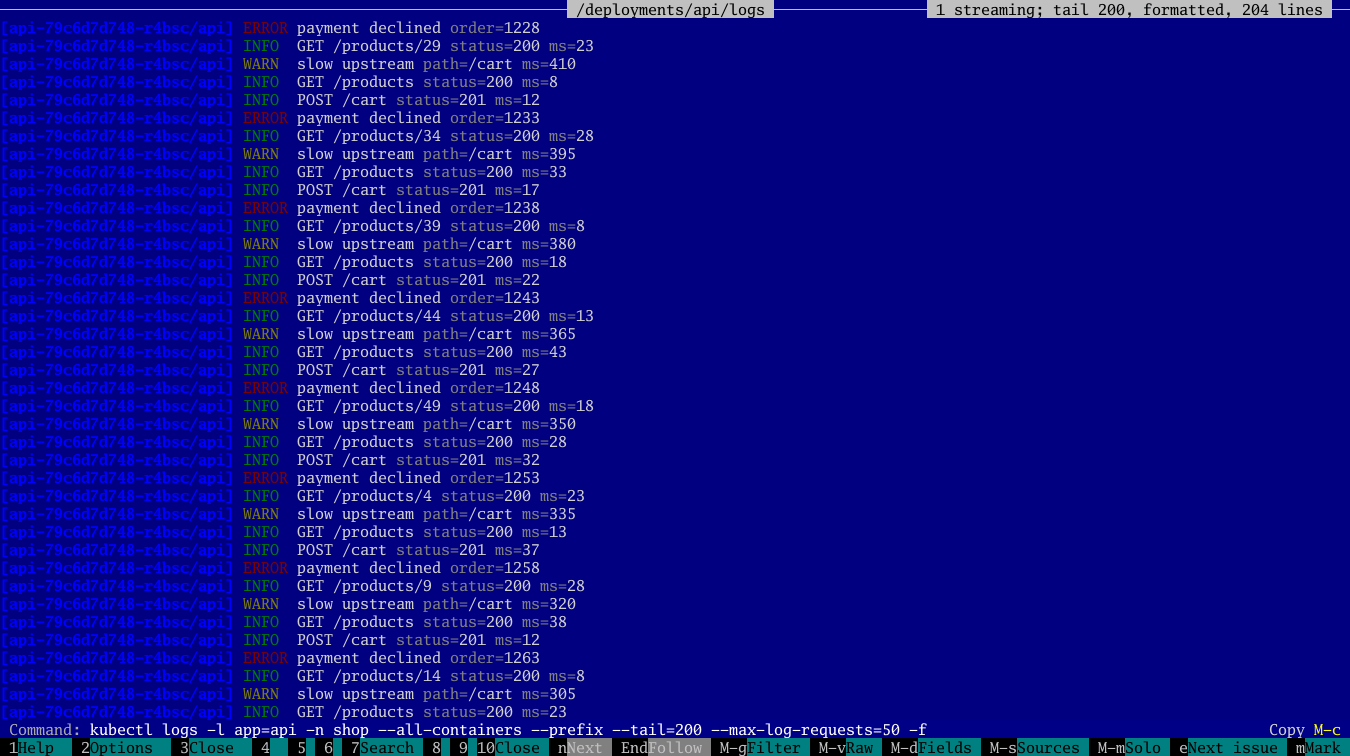 /deployments/api/logs 1 streaming; tail 200, formatted, 204 lines
[api-79c6d7d748-r4bsc/api] ERROR payment declined order=1228
[api-79c6d7d748-r4bsc/api] INFO  GET /products/29 status=200 ms=23
[api-79c6d7d748-r4bsc/api] WARN  slow upstream path=/cart ms=410
[api-79c6d7d748-r4bsc/api] INFO  GET /products status=200 ms=8
[api-79c6d7d748-r4bsc/api] INFO  POST /cart status=201 ms=12
[api-79c6d7d748-r4bsc/api] ERROR payment declined order=1233
[api-79c6d7d748-r4bsc/api] INFO  GET /products/34 status=200 ms=28
[api-79c6d7d748-r4bsc/api] WARN  slow upstream path=/cart ms=395
[api-79c6d7d748-r4bsc/api] INFO  GET /products status=200 ms=33
[api-79c6d7d748-r4bsc/api] INFO  POST /cart status=201 ms=17
[api-79c6d7d748-r4bsc/api] ERROR payment declined order=1238
[api-79c6d7d748-r4bsc/api] INFO  GET /products/39 status=200 ms=8
[api-79c6d7d748-r4bsc/api] WARN  slow upstream path=/cart ms=380
[api-79c6d7d748-r4bsc/api] INFO  GET /products status=200 ms=18
[api-79c6d7d748-r4bsc/api] INFO  POST /cart status=201 ms=22
[api-79c6d7d748-r4bsc/api] ERROR payment declined order=1243
[api-79c6d7d748-r4bsc/api] INFO  GET /products/44 status=200 ms=13
[api-79c6d7d748-r4bsc/api] WARN  slow upstream path=/cart ms=365
[api-79c6d7d748-r4bsc/api] INFO  GET /products status=200 ms=43
[api-79c6d7d748-r4bsc/api] INFO  POST /cart status=201 ms=27
[api-79c6d7d748-r4bsc/api] ERROR payment declined order=1248
[api-79c6d7d748-r4bsc/api] INFO  GET /products/49 status=200 ms=18
[api-79c6d7d748-r4bsc/api] WARN  slow upstream path=/cart ms=350
[api-79c6d7d748-r4bsc/api] INFO  GET /products status=200 ms=28
[api-79c6d7d748-r4bsc/api] INFO  POST /cart status=201 ms=32
[api-79c6d7d748-r4bsc/api] ERROR payment declined order=1253
[api-79c6d7d748-r4bsc/api] INFO  GET /products/4 status=200 ms=23
[api-79c6d7d748-r4bsc/api] WARN  slow upstream path=/cart ms=335
[api-79c6d7d748-r4bsc/api] INFO  GET /products status=200 ms=13
[api-79c6d7d748-r4bsc/api] INFO  POST /cart status=201 ms=37
[api-79c6d7d748-r4bsc/api] ERROR payment declined order=1258
[api-79c6d7d748-r4bsc/api] INFO  GET /products/9 status=200 ms=28
[api-79c6d7d748-r4bsc/api] WARN  slow upstream path=/cart ms=320
[api-79c6d7d748-r4bsc/api] INFO  GET /products status=200 ms=38
[api-79c6d7d748-r4bsc/api] INFO  POST /cart status=201 ms=12
[api-79c6d7d748-r4bsc/api] ERROR payment declined order=1263
[api-79c6d7d748-r4bsc/api] INFO  GET /products/14 status=200 ms=8
[api-79c6d7d748-r4bsc/api] WARN  slow upstream path=/cart ms=305
[api-79c6d7d748-r4bsc/api] INFO  GET /products status=200 ms=23
Command: kubectl logs -l app=api -n shop --all-containers --prefix --tail=200 --max-log-requests=50 -f Copy M-c
1Help 2Options 3Close 4 5 6 7Search 8 9 10Close nNext EndFollow M-gFilter M-vRaw M-dFields M-sSources M-mSolo eNext issue mMark